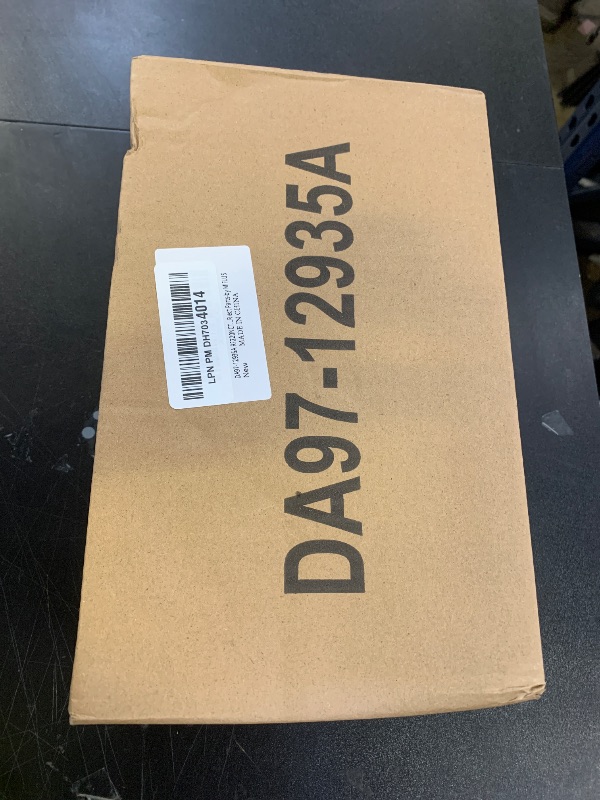 DA97-12935A
LPN PM DH7034014
MADE IN CHINA
New